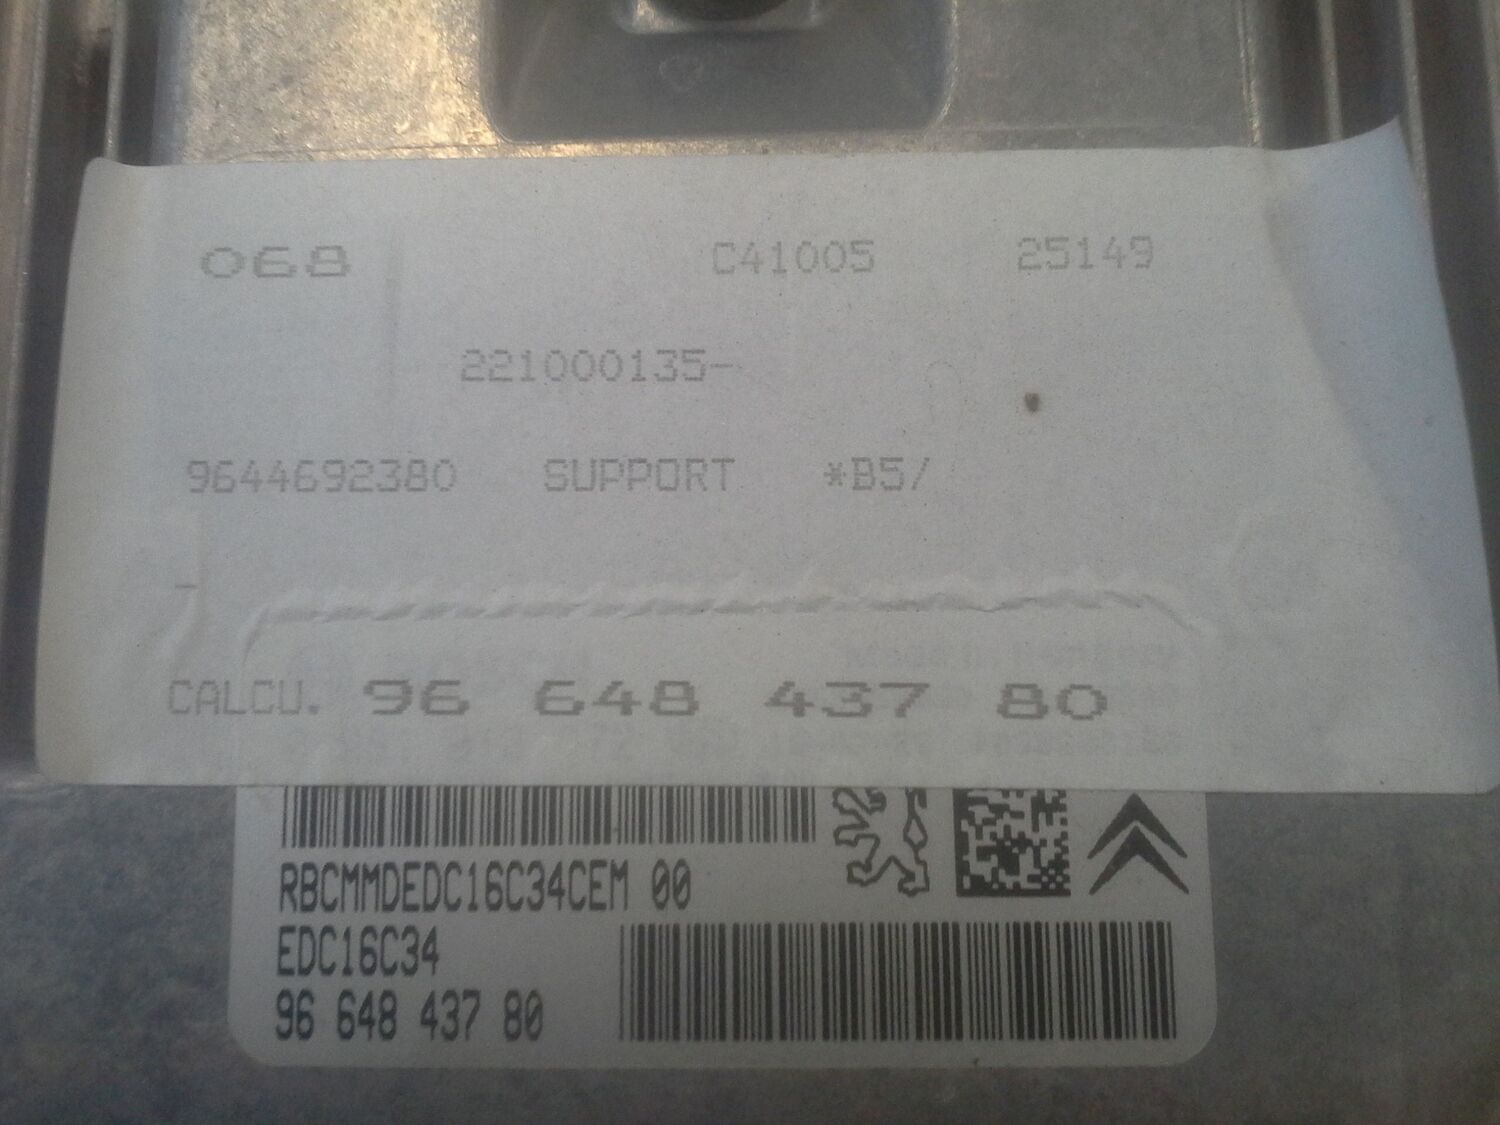 068 C41005 25149
221000135-
9644692380 SUPPORT *B5/
-
CALCU. 96 648 437 80
RBCMMDEDC16C34CEM 00
EDC16C34
96 648 437 80